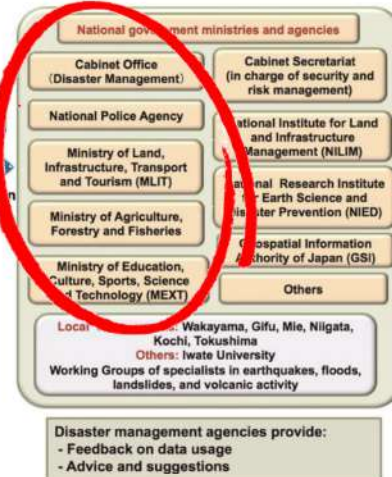 National government ministries and agencies
Cabinet Office
(Disaster Management)
National Police Agency
Ministry of Land,
Infrastructure, Transport
and Tourism (MLIT)
Ministry of Agriculture,
Forestry and Fisheries
Ministry of Education,
Culture, Sports, Science
and Technology (MEXT)
Cabinet Secretariat
(in charge of security and
risk management)
National Institute for Land
and Infrastructure
Management (NILIM)
National Research Institute
for Earth Science and
Disaster Prevention (NIED)
Geospatial Information
Authority of Japan (GSI)
Others
Local : Wakayama, Gifu, Mie, Niigata,
Kochi, Tokushima
Others: Iwate University
Working Groups of specialists in earthquakes, floods,
landslides, and volcanic activity
Disaster management agencies provide:
- Feedback on data usage
- Advice and suggestions